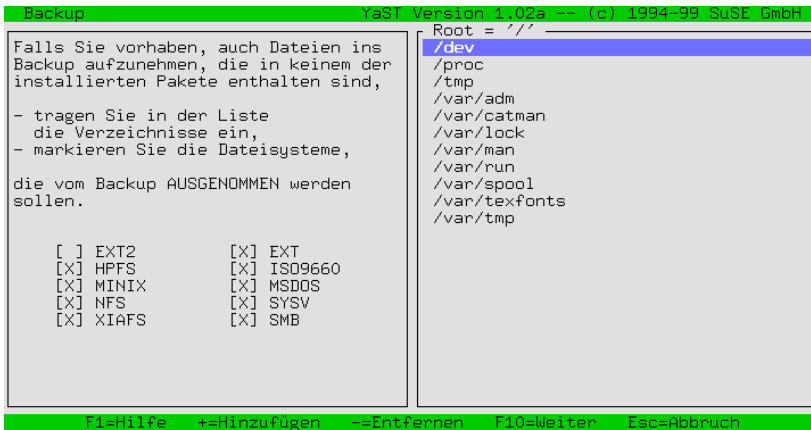 Backup YaST Version 1.02a -- (c) 1994-99 SuSE GmbH
Falls Sie vorhaben, auch Dateien ins
Backup aufzunehmen, die in keinem der
installierten Pakete enthalten sind,
- tragen Sie in der Liste
die Verzeichnisse ein,
- markieren Sie die Dateisysteme,
die vom Backup AUSGENOMMEN werden
sollen.
[ ] EXT2 [X] EXT
[X] HPFS [X] ISO9660
[X] MINIX [X] MSDOS
[X] NFS [X] SYSV
[X] XIAFS [X] SMB
Root = '/'
/dev
/proc
/tmp
/var/adm
/var/catman
/var/lock
/var/man
/var/run
/var/spool
/var/texfonts
/var/tmp
F1=Hilfe +=Hinzufügen -=Entfernen F10=Weiter Esc=Abbruch